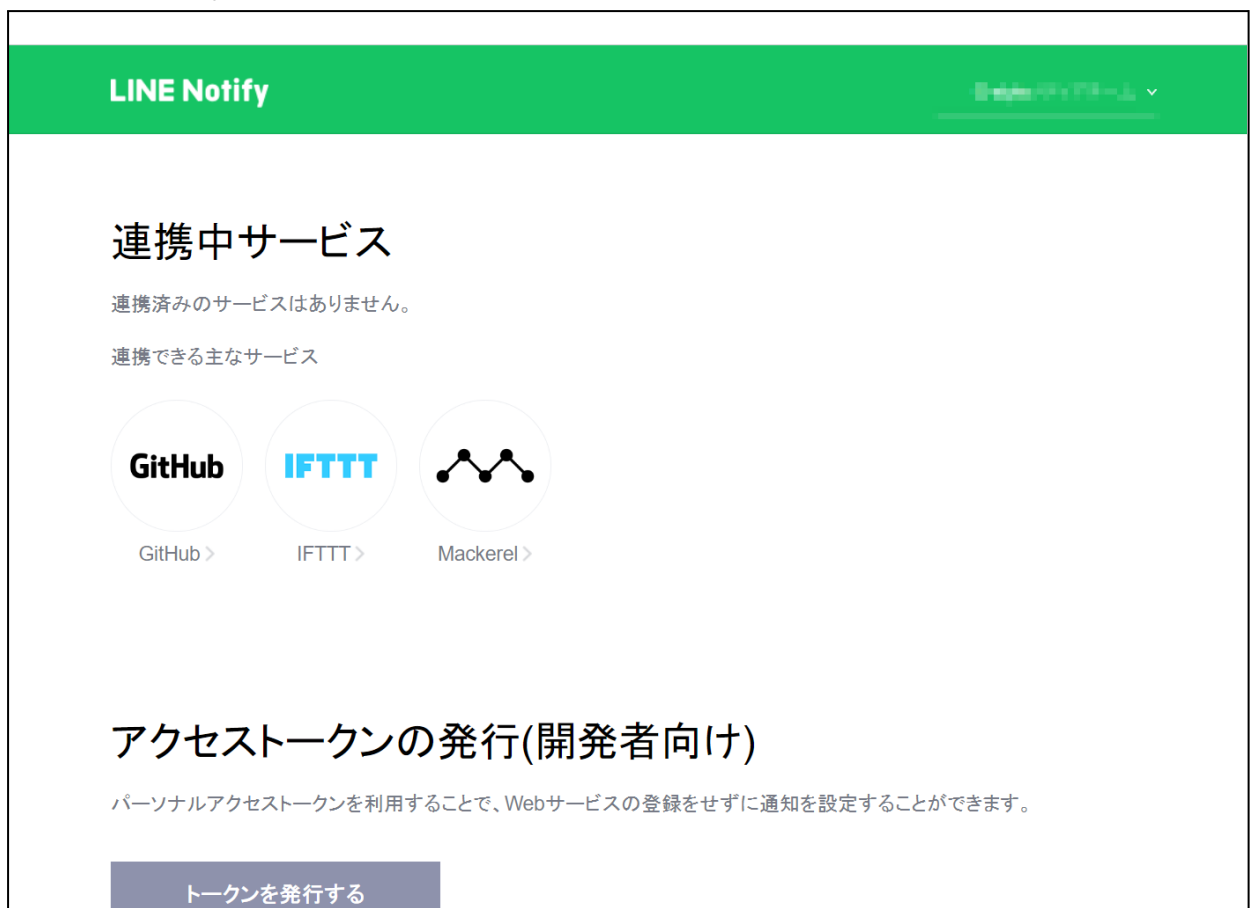 LINE Notify
連携中サービス
連携済みのサービスはありません。
連携できる主なサービス
GitHub IFTTT
GitHub IFTTT Mackerel
アクセストークンの発行(開発者向け)
パーソナルアクセストークンを利用することで、Webサービスの登録をせずに通知を設定することができます。
トークンを発行する